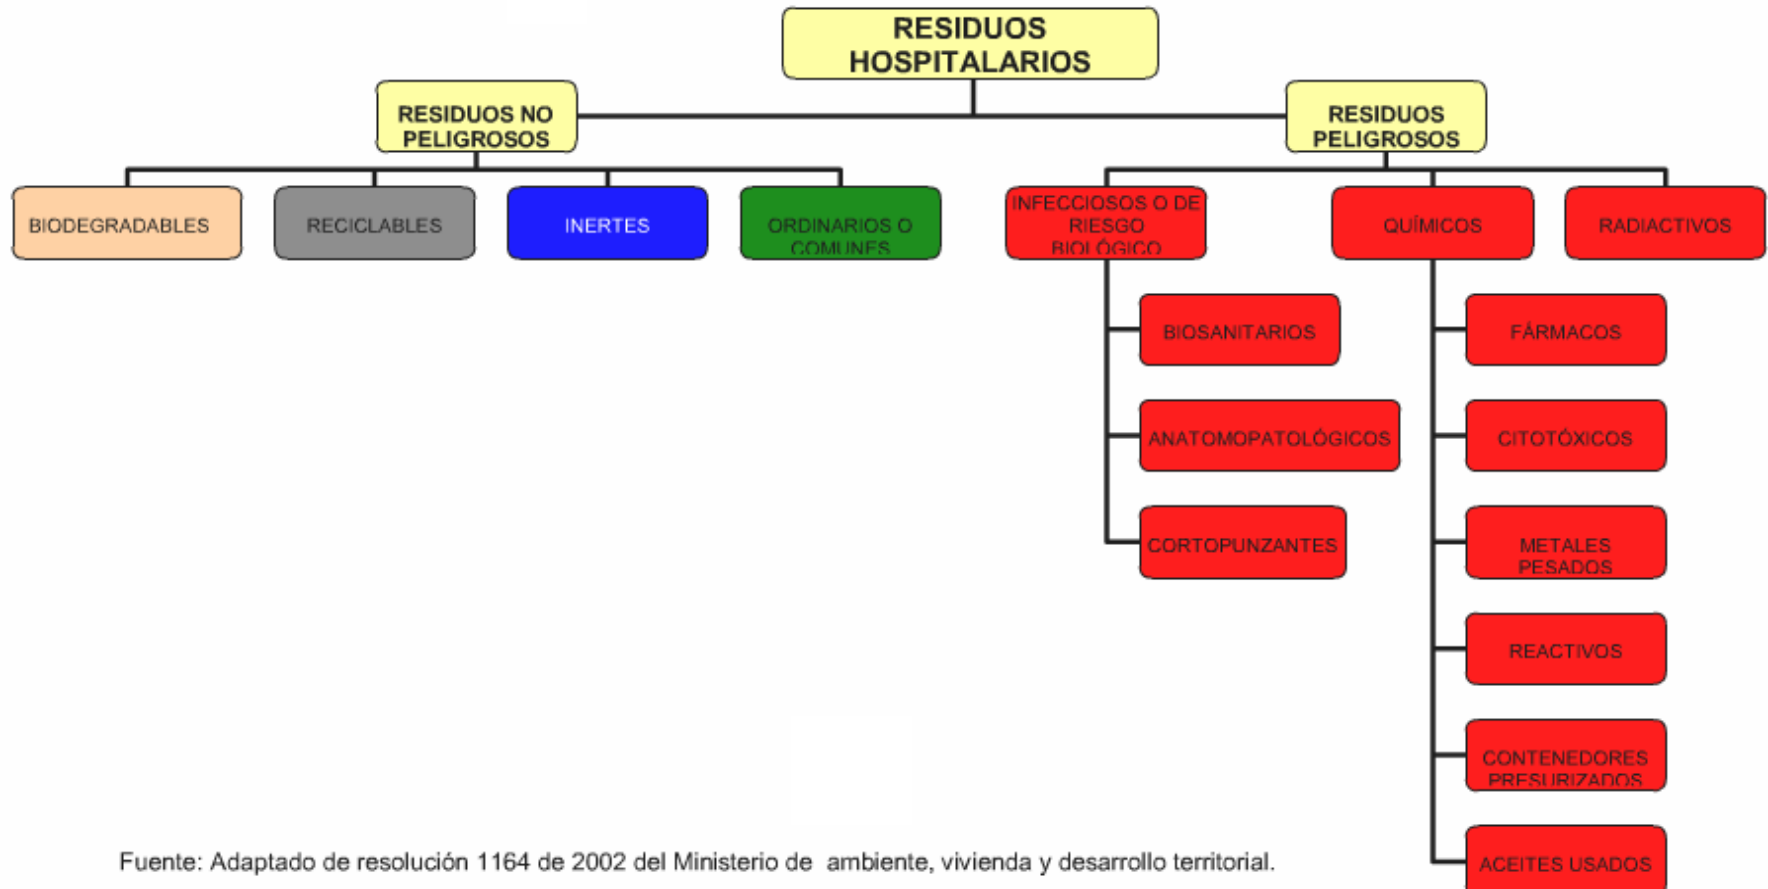 RESIDUOS
HOSPITALARIOS
RESIDUOS NO
PELIGROSOS
RESIDUOS
PELIGROSOS
BIODEGRADABLES
RECICLABLES
INERTES
ORDINARIOS O
COMUNES
INFECCIOSOS O DE
RIESGO
BIOLÓGICO
QUÍMICOS
RADIACTIVOS
BIOSANITARIOS
ANATOMOPATOLÓGICOS
CORTOPUNZANTES
FÁRMACOS
CITOTÓXICOS
METALES
PESADOS
REACTIVOS
CONTENEDORES
PRESURIZADOS
ACEITES USADOS
Fuente: Adaptado de resolución 1164 de 2002 del Ministerio de ambiente, vivienda y desarrollo territorial.